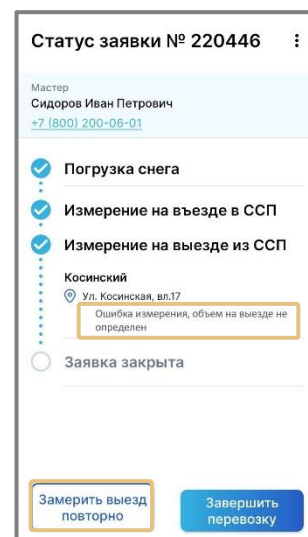 Статус заявки № 220446
Мастер
Сидоров Иван Петрович
+7 (800) 200-06-01
Погрузка снега
Измерение на въезде в ССП
Измерение на выезде из ССП
Косинский
Ул. Косинская, вл.17
Ошибка измерения, объем на выезде не
определен
Заявка закрыта
Замерить выезд
повторно
Завершить
перевозку